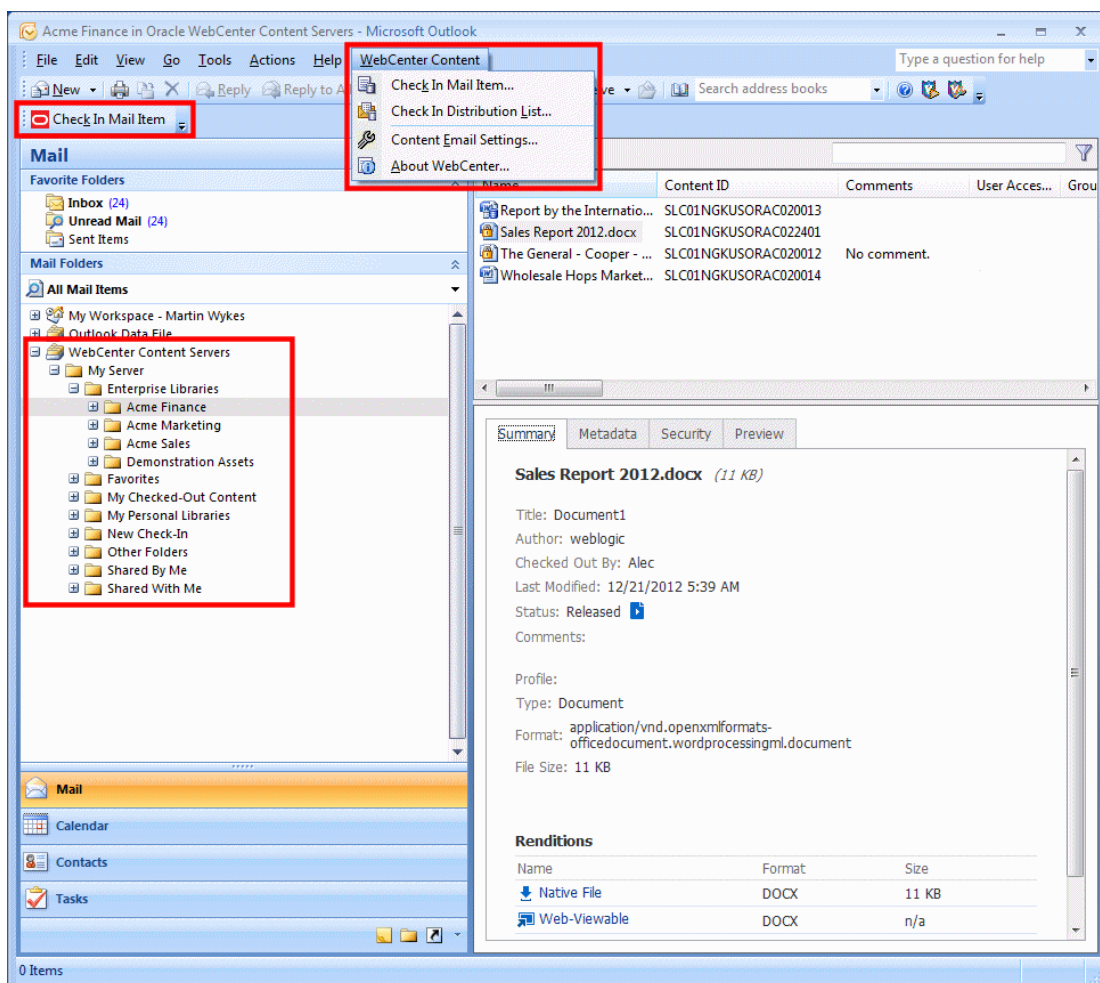 Acme Finance in Oracle WebCenter Content Servers - Microsoft Outlook
File Edit View Go Tools Actions Help WebCenter Content Type a question for help
New Reply Reply to A ve Search address books
Check In Mail Item
Check In Mail Item...
Check In Distribution List...
Content Email Settings...
About WebCenter...
Mail
Favorite Folders
Inbox (24)
Unread Mail (24)
Sent Items
Mail Folders
All Mail Items
My Workspace - Martin Wykes
Outlook Data File
WebCenter Content Servers
My Server
Enterprise Libraries
Acme Finance
Acme Marketing
Acme Sales
Demonstration Assets
Favorites
My Checked-Out Content
My Personal Libraries
New Check-In
Other Folders
Shared By Me
Shared With Me
Mail
Calendar
Contacts
Tasks
Name Content ID Comments User Acces... Grou
Report by the Internatio... SLC01NGKUSORAC020013
Sales Report 2012.docx SLC01NGKUSORAC022401
The General - Cooper - ... SLC01NGKUSORAC020012 No comment.
Wholesale Hops Market... SLC01NGKUSORAC020014
Summary Metadata Security Preview
Sales Report 2012.docx (11 KB)
Title: Document1
Author: weblogic
Checked Out By: Alec
Last Modified: 12/21/2012 5:39 AM
Status: Released
Comments:
Profile:
Type: Document
Format: application/vnd.openxmlformats-
officedocument.wordprocessingml.document
File Size: 11 KB
Renditions
Name Format Size
Native File DOCX 11 KB
Web-Viewable DOCX n/a
0 Items